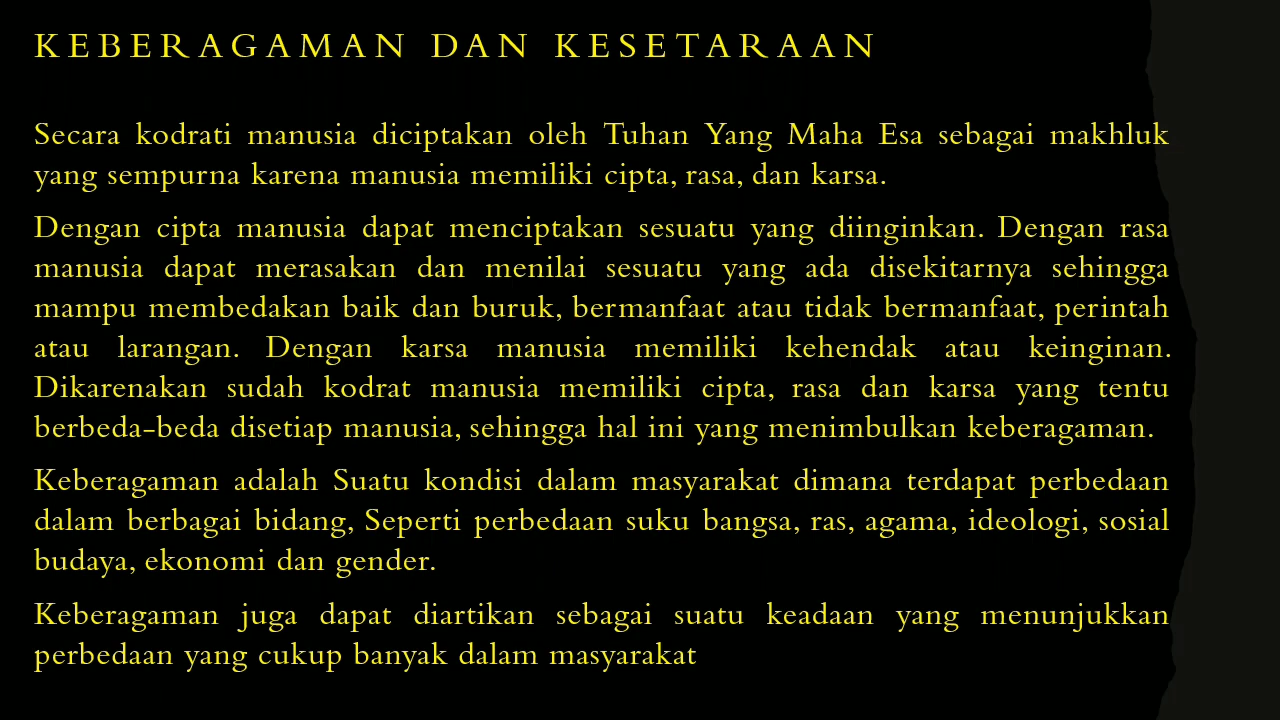 KEBERAGAMAN DAN KESETARAAN
Secara kodrati manusia diciptakan oleh Tuhan Yang Maha Esa sebagai makhluk
yang sempurna karena manusia memiliki cipta, rasa, dan karsa.
Dengan cipta manusia dapat menciptakan sesuatu yang diinginkan. Dengan rasa
manusia dapat merasakan dan menilai sesuatu yang ada disekitarnya sehingga
mampu membedakan baik dan buruk, bermanfaat atau tidak bermanfaat, perintah
atau larangan. Dengan karsa manusia memiliki kehendak atau keinginan.
Dikarenakan sudah kodrat manusia memiliki cipta, rasa dan karsa yang tentu
berbeda-beda disetiap manusia, sehingga hal ini yang menimbulkan keberagaman.
Keberagaman adalah Suatu kondisi dalam masyarakat dimana terdapat perbedaan
dalam berbagai bidang, Seperti perbedaan suku bangsa, ras, agama, ideologi, sosial
budaya, ekonomi dan gender.
Keberagaman juga dapat diartikan sebagai suatu keadaan yang menunjukkan
perbedaan yang cukup banyak dalam masyarakat